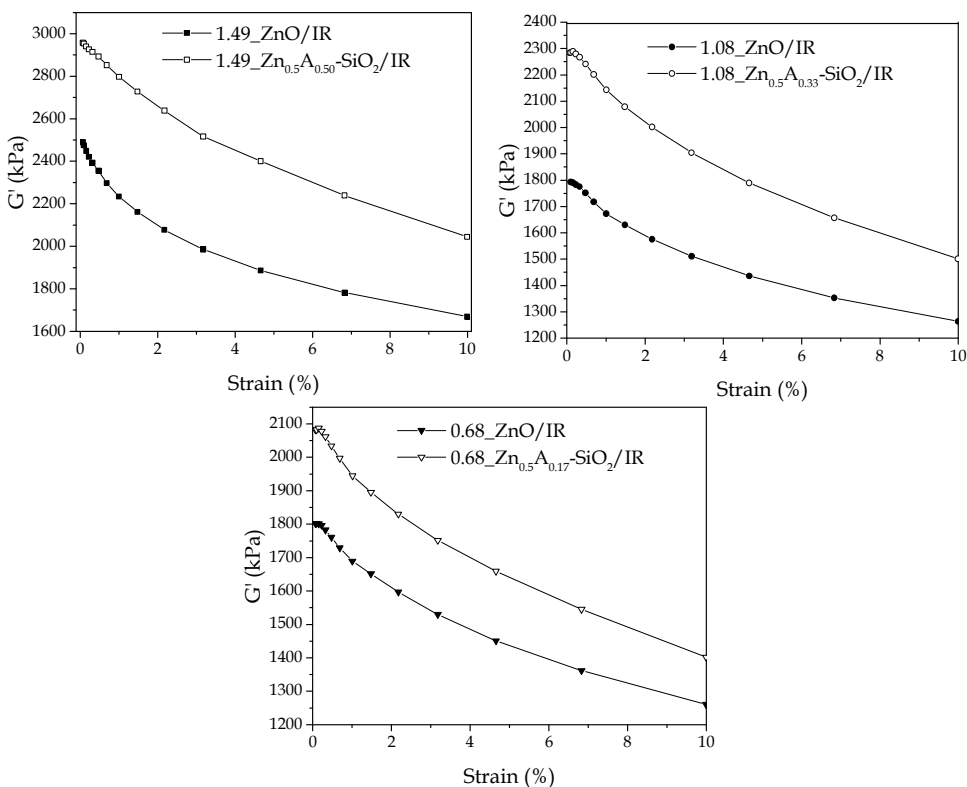 3000
2800
2600
2400
2200
2000
1800
1600
G' (kPa)
1.49_ZnO/IR
1.49_Zn0.5A0.50-SiO2/IR
0 2 4 6 8 10
Strain (%)
2400
2300
2200
2100
2000
1900
1800
1700
1600
1500
1400
1300
1200
G' (kPa)
1.08_ZnO/IR
1.08_Zn0.5A0.33-SiO2/IR
0 2 4 6 8 10
Strain (%)
2100
2000
1900
1800
1700
1600
1500
1400
1300
1200
G' (kPa)
0.68_ZnO/IR
0.68_Zn0.5A0.17-SiO2/IR
0 2 4 6 8 10
Strain (%)